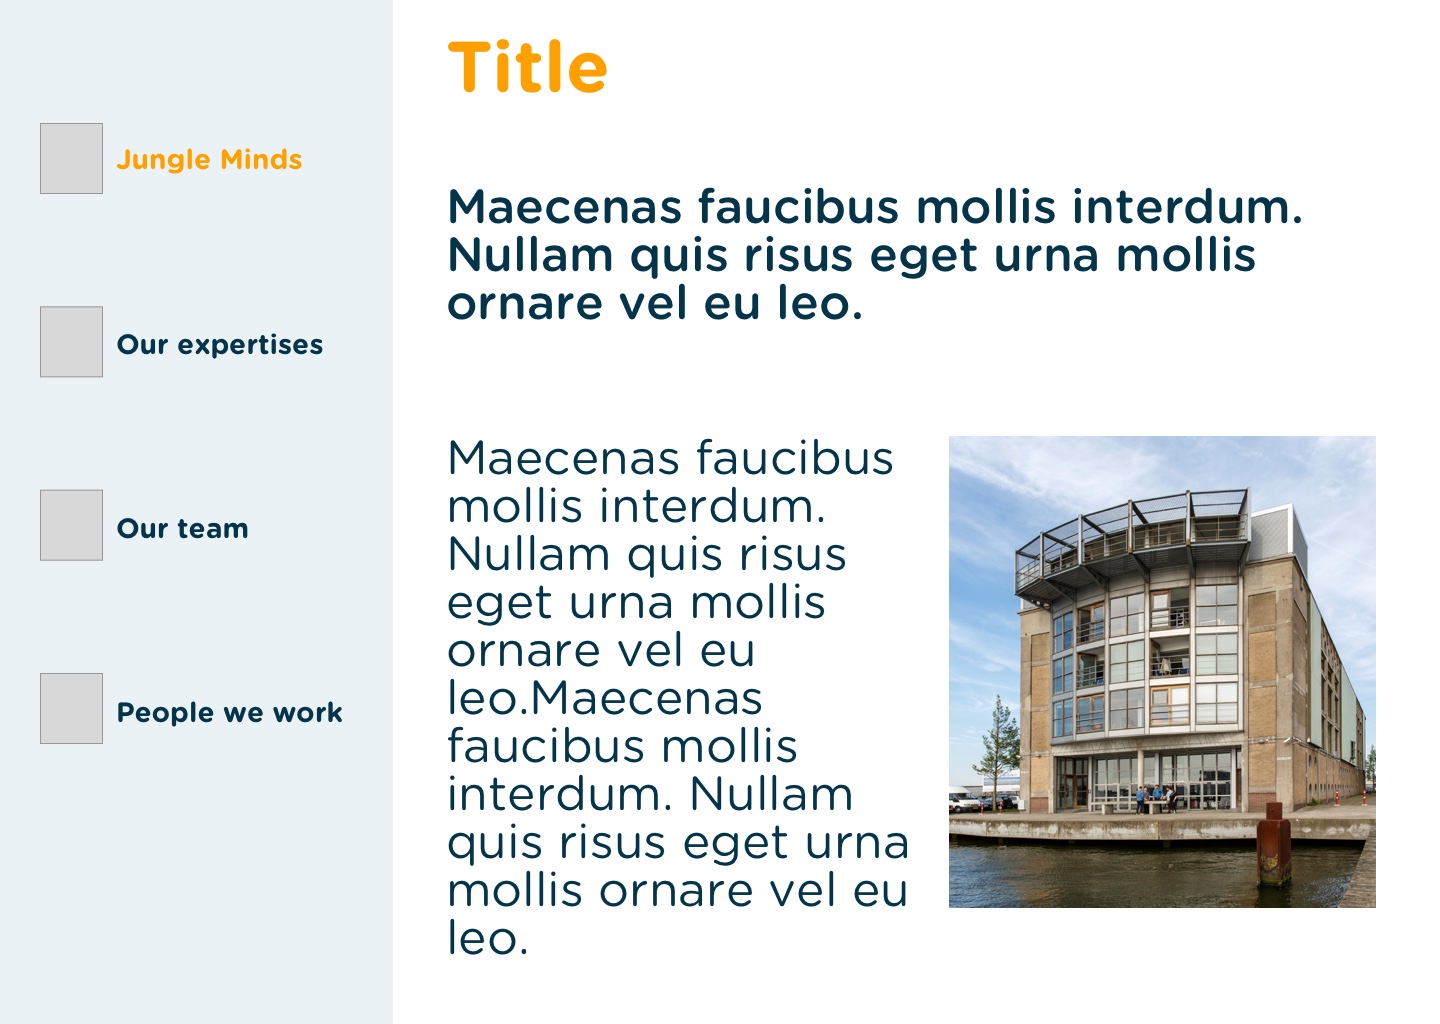 Title
Jungle Minds
Our expertises
Our team
People we work
Maecenas faucibus mollis interdum.
Nullam quis risus eget urna mollis
ornare vel eu leo.
Maecenas faucibus
mollis interdum.
Nullam quis risus
eget urna mollis
ornare vel eu
leo.Maecenas
faucibus mollis
interdum. Nullam
quis risus eget urna
mollis ornare vel eu
leo.